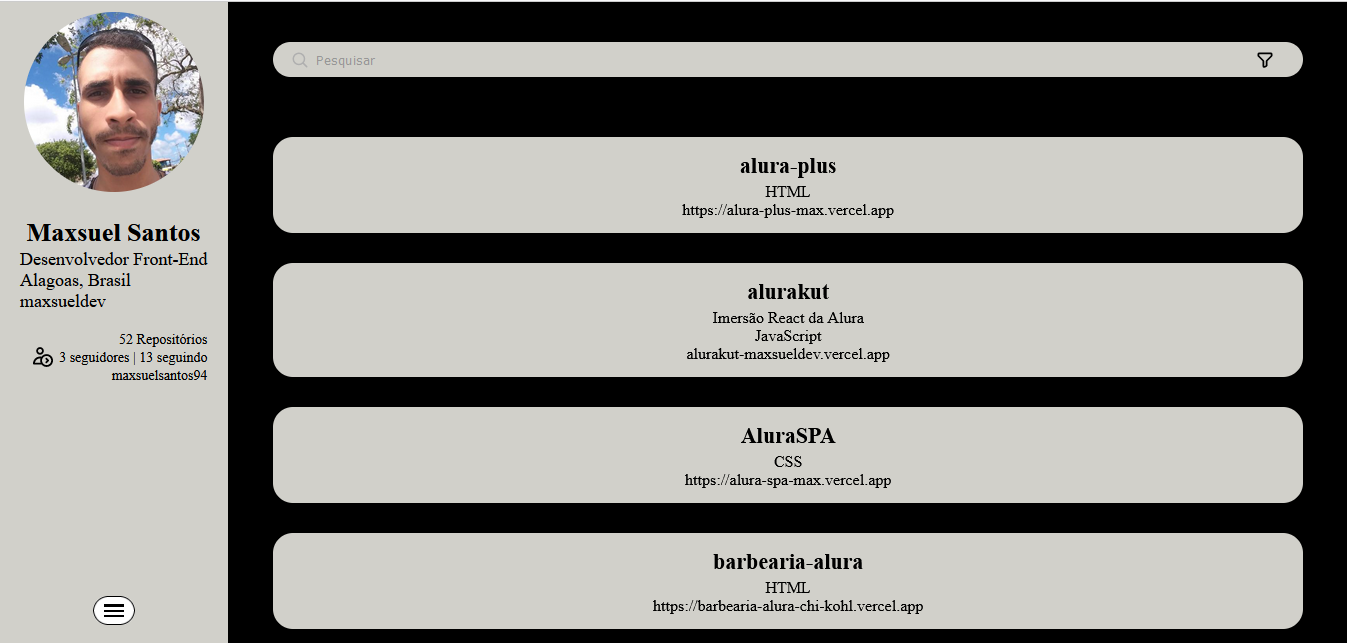 Maxsuel Santos
Desenvolvedor Front-End
Alagoas, Brasil
maxsueldev
52 Repositórios
3 seguidores | 13 seguindo
maxsuelsantos94
Pesquisar
alura-plus
HTML
https://alura-plus-max.vercel.app
alurakut
Imersão React da Alura
JavaScript
alurakut-maxsueldev.vercel.app
AluraSPA
CSS
https://alura-spa-max.vercel.app
barbearia-alura
HTML
https://barbearia-alura-chi-kohl.vercel.app